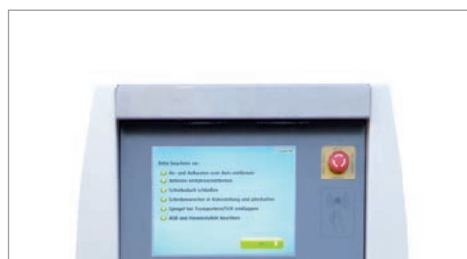 Bitte beachten Sie:
An- und Aufbauten vom Auto entfernen
Antenne einfahren/entfernen
Schiebedach schließen
Scheibenwischer in Ruhestellung und abschalten
Spiegel bei Transportern/SUV einklappen
AGB und Hinweistafeln beachten